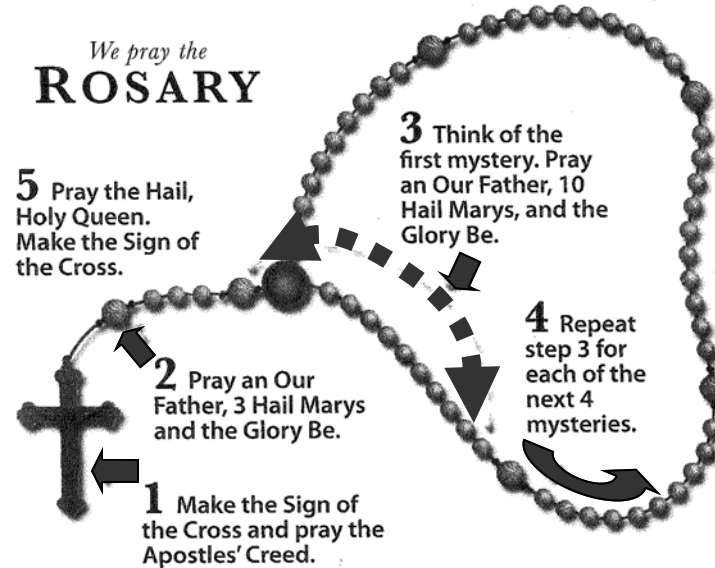 We pray the
ROSARY
5 Pray the Hail,
Holy Queen.
Make the Sign of
the Cross.
3 Think of the
first mystery. Pray
an Our Father, 10
Hail Marys, and the
Glory Be.
4 Repeat
step 3 for
each of the
next 4
mysteries.
2 Pray an Our
Father, 3 Hail Marys
and the Glory Be.
1 Make the Sign of
the Cross and pray the
Apostles' Creed.